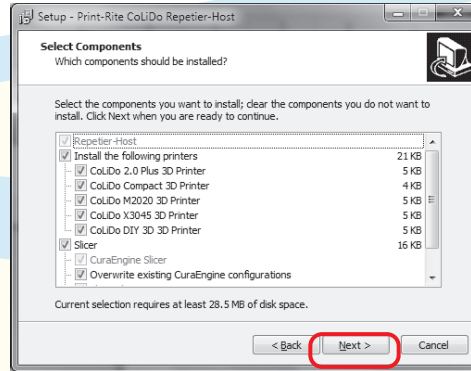 Setup - Print-Rite CoLiDo Repetier-Host
Select Components
Which components should be installed?
Select the components you want to install; clear the components you do not want to
install. Click Next when you are ready to continue.
Repetier-Host
Install the following printers 21 KB
CoLiDo 2.0 Plus 3D Printer 5 KB
CoLiDo Compact 3D Printer 4 KB
CoLiDo M2020 3D Printer 5 KB
CoLiDo X3045 3D Printer 5 KB
CoLiDo DIY 3D 3D Printer 5 KB
Slicer 16 KB
CuraEngine Slicer
Overwrite existing CuraEngine configurations
Current selection requires at least 28.5 MB of disk space.
< Back Next > Cancel